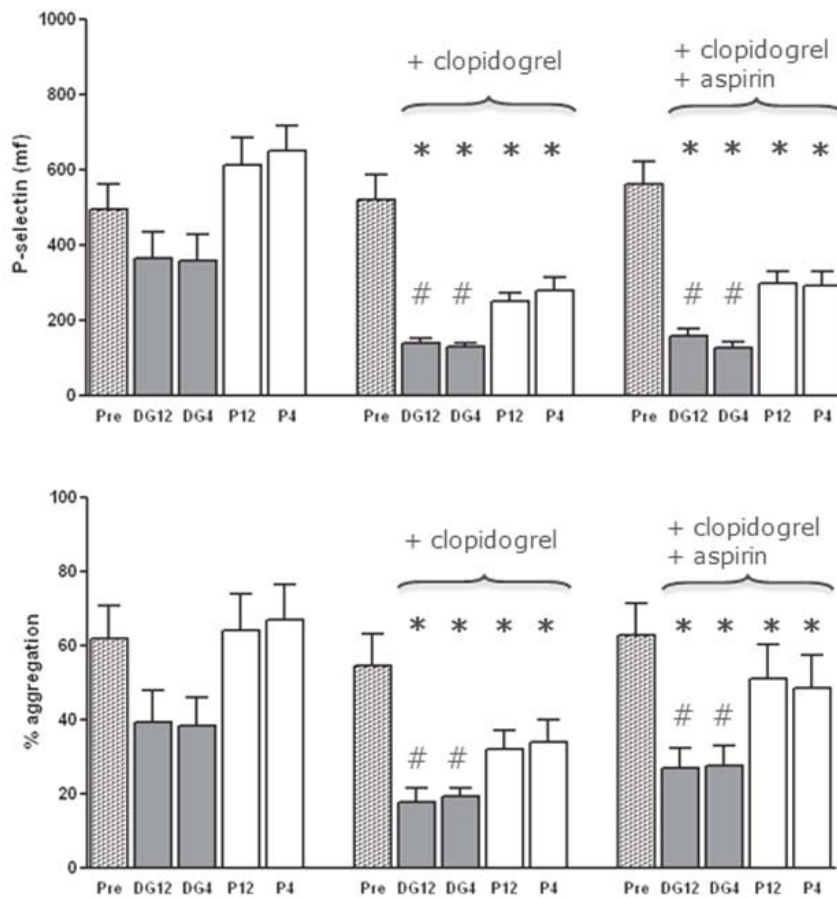 1000
800
600
400
200
0
P-selectin (mf)
+ clopidogrel
* * * *
# #
+ clopidogrel
+ aspirin
* * * *
# #
Pre DG12 DG4 P12 P4
Pre DG12 DG4 P12 P4
Pre DG12 DG4 P12 P4
100
80
60
40
20
0
% aggregation
+ clopidogrel
* * * *
# #
+ clopidogrel
+ aspirin
* * * *
# #
Pre DG12 DG4 P12 P4
Pre DG12 DG4 P12 P4
Pre DG12 DG4 P12 P4